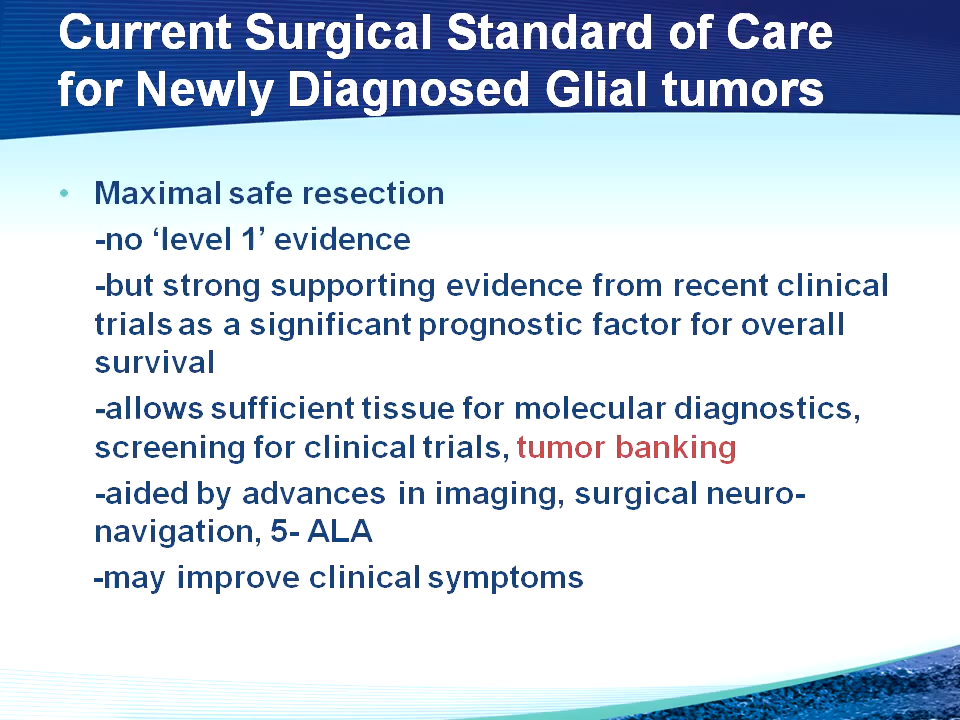 Current Surgical Standard of Care
for Newly Diagnosed Glial tumors
• Maximal safe resection
-no ‘level 1’ evidence
-but strong supporting evidence from recent clinical
trials as a significant prognostic factor for overall
survival
-allows sufficient tissue for molecular diagnostics,
screening for clinical trials, tumor banking
-aided by advances in imaging, surgical neuro-
navigation, 5- ALA
-may improve clinical symptoms